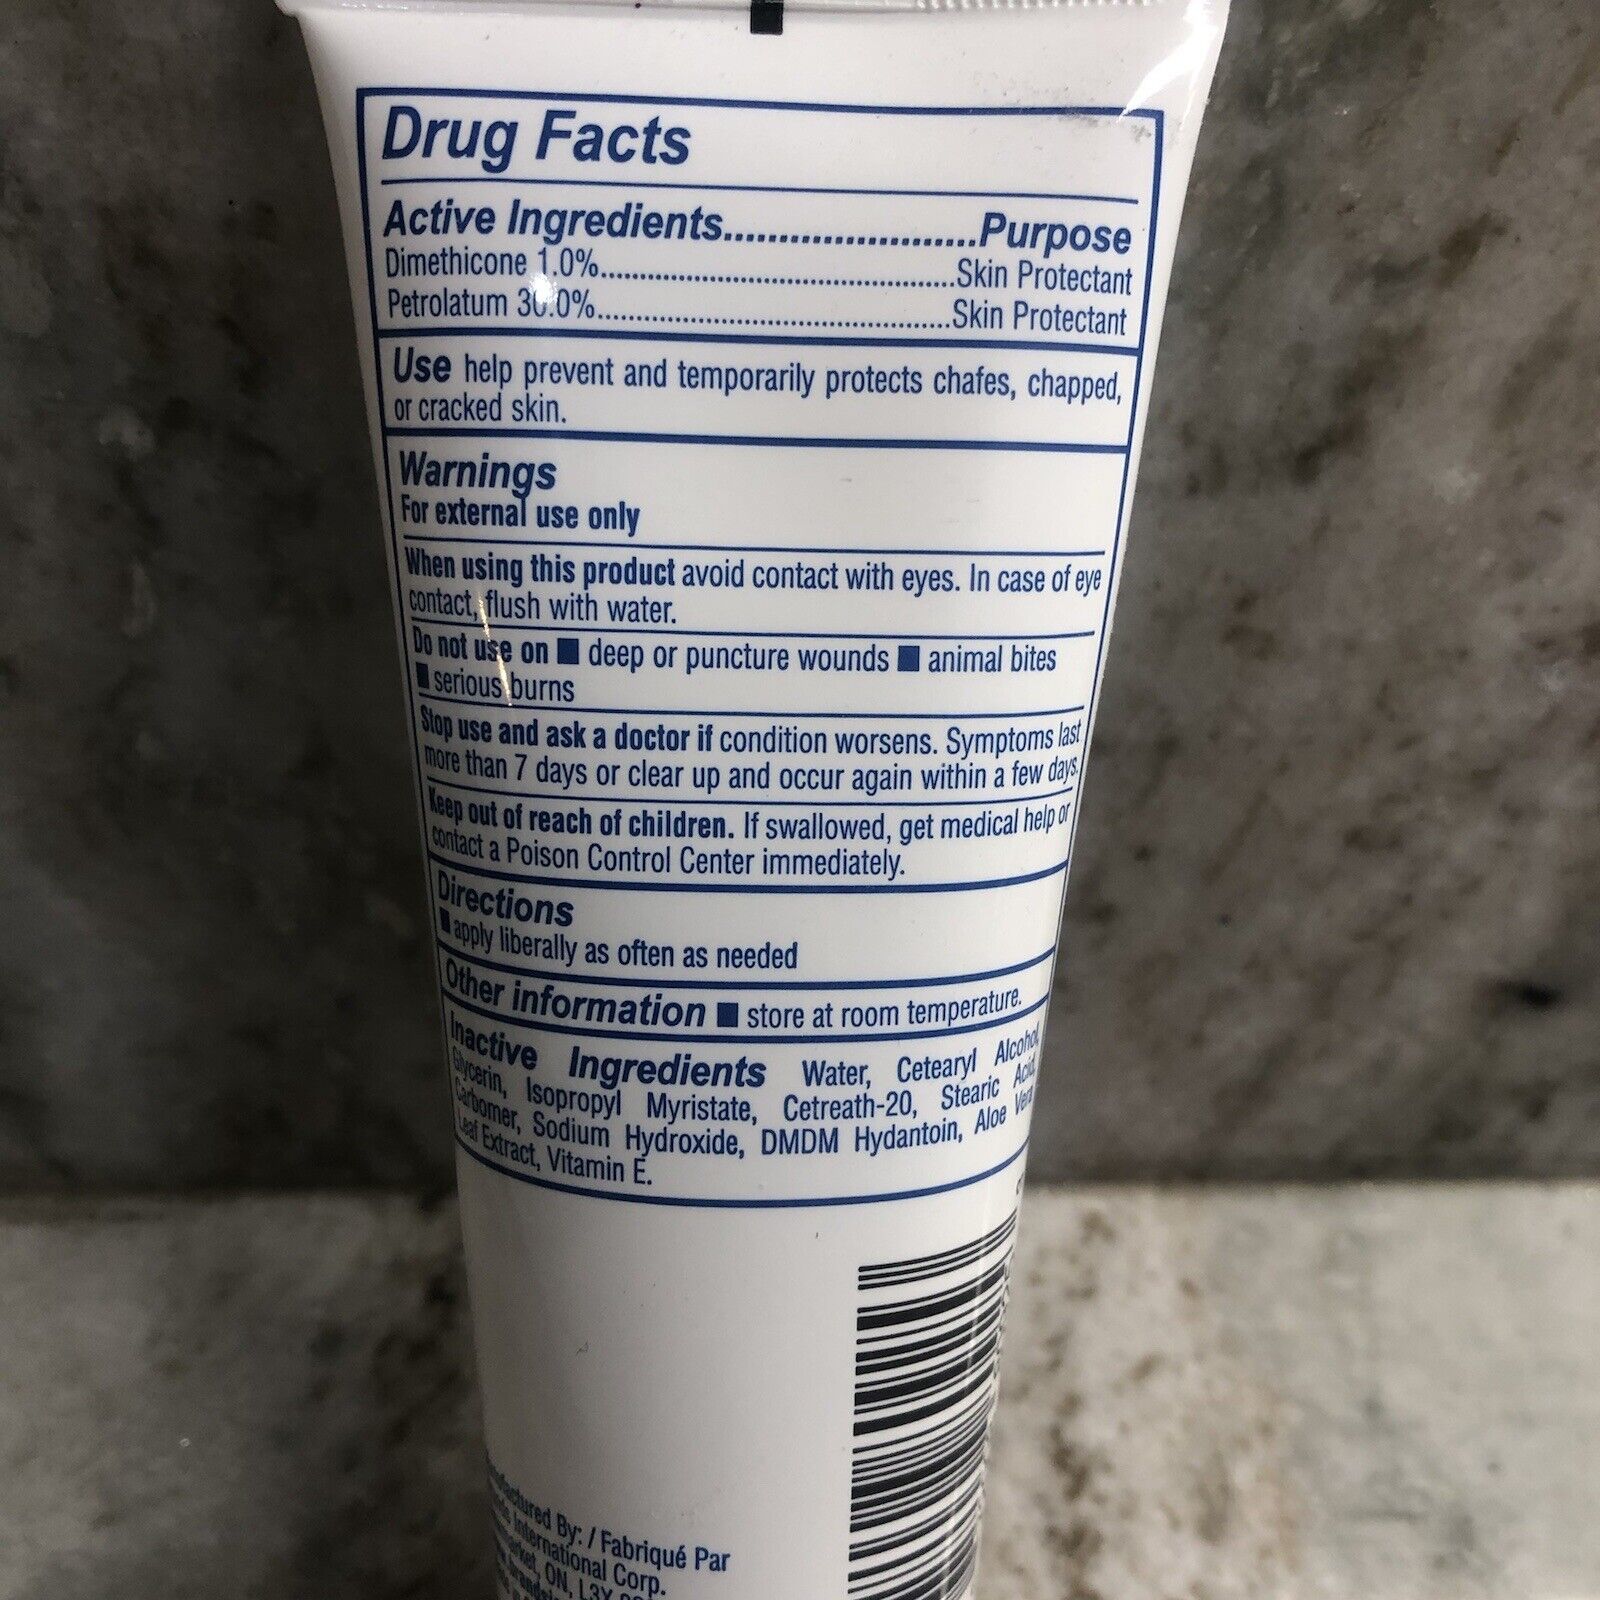 Drug Facts
Active Ingredients.......................Purpose
Dimethicone 1.0%.......................................Skin Protectant
Petrolatum 30.0%.......................................Skin Protectant
Use help prevent and temporarily protects chafes, chapped,
or cracked skin.
Warnings
For external use only
When using this product avoid contact with eyes. In case of eye
contact, flush with water.
Do not use on ■ deep or puncture wounds ■ animal bites
■ serious burns
Stop use and ask a doctor if condition worsens. Symptoms last
more than 7 days or clear up and occur again within a few days.
Keep out of reach of children. If swallowed, get medical help or
contact a Poison Control Center immediately.
Directions
■ apply liberally as often as needed
Other information ■ store at room temperature.
Inactive Ingredients Water, Cetearyl Alcohol,
Glycerin, Isopropyl Myristate, Cetreath-20, Stearic Acid,
Carbomer, Sodium Hydroxide, DMDM Hydantoin, Aloe Vera
Leaf Extract, Vitamin E.
By: / Fabriqué Par
International Corp.
ON, L3Y